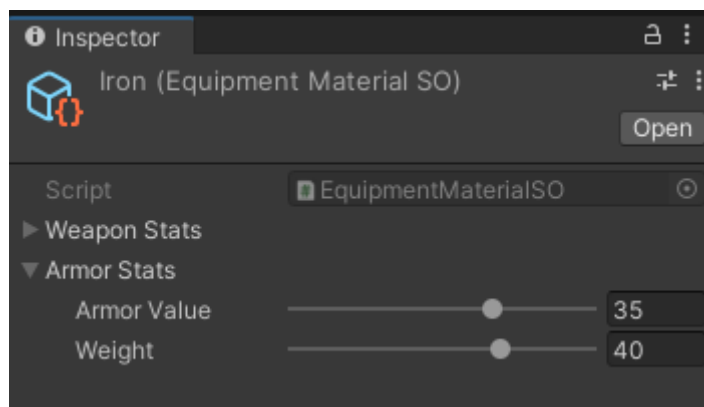 Inspector
Iron (Equipment Material SO)
Open
Script EquipmentMaterialSO
Weapon Stats
Armor Stats
Armor Value 35
Weight 40